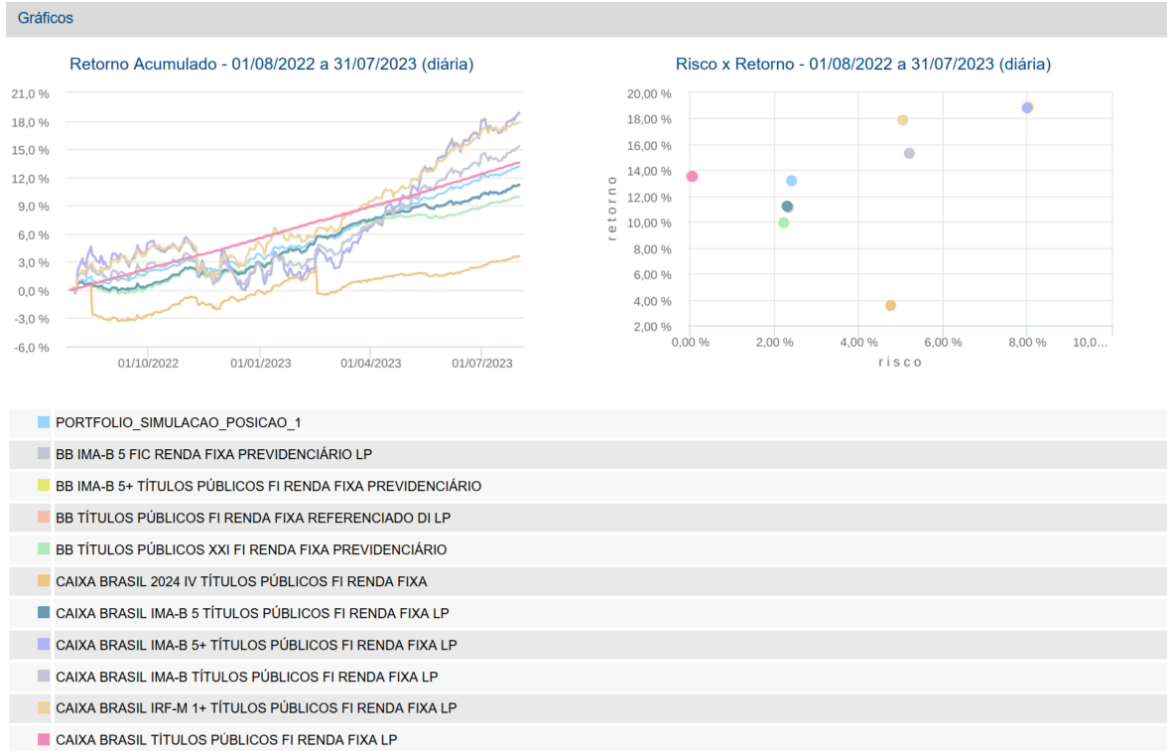 Gráficos
Retorno Acumulado - 01/08/2022 a 31/07/2023 (diária)
21,0 %
18,0 %
15,0 %
12,0 %
9,0 %
6,0 %
3,0 %
0,0 %
-3,0 %
-6,0 %
01/10/2022
01/01/2023
01/04/2023
01/07/2023
Risco x Retorno - 01/08/2022 a 31/07/2023 (diária)
retorno
20,00 %
18,00 %
16,00 %
14,00 %
12,00 %
10,00 %
8,00 %
6,00 %
4,00 %
2,00 %
0,00 %
2,00 %
4,00 %
6,00 %
8,00 %
10,0...
risco
PORTFOLIO_SIMULACAO_POSICAO_1
BB IMA-B 5 FIC RENDA FIXA PREVIDENCIÁRIO LP
BB IMA-B 5+ TÍTULOS PÚBLICOS FI RENDA FIXA PREVIDENCIÁRIO
BB TÍTULOS PÚBLICOS FI RENDA FIXA REFERENCIADO DI LP
BB TÍTULOS PÚBLICOS XXI FI RENDA FIXA PREVIDENCIÁRIO
CAIXA BRASIL 2024 IV TÍTULOS PÚBLICOS FI RENDA FIXA
CAIXA BRASIL IMA-B 5 TÍTULOS PÚBLICOS FI RENDA FIXA LP
CAIXA BRASIL IMA-B 5+ TÍTULOS PÚBLICOS FI RENDA FIXA LP
CAIXA BRASIL IMA-B TÍTULOS PÚBLICOS FI RENDA FIXA LP
CAIXA BRASIL IRF-M 1+ TÍTULOS PÚBLICOS FI RENDA FIXA LP
CAIXA BRASIL TÍTULOS PÚBLICOS FI RENDA FIXA LP